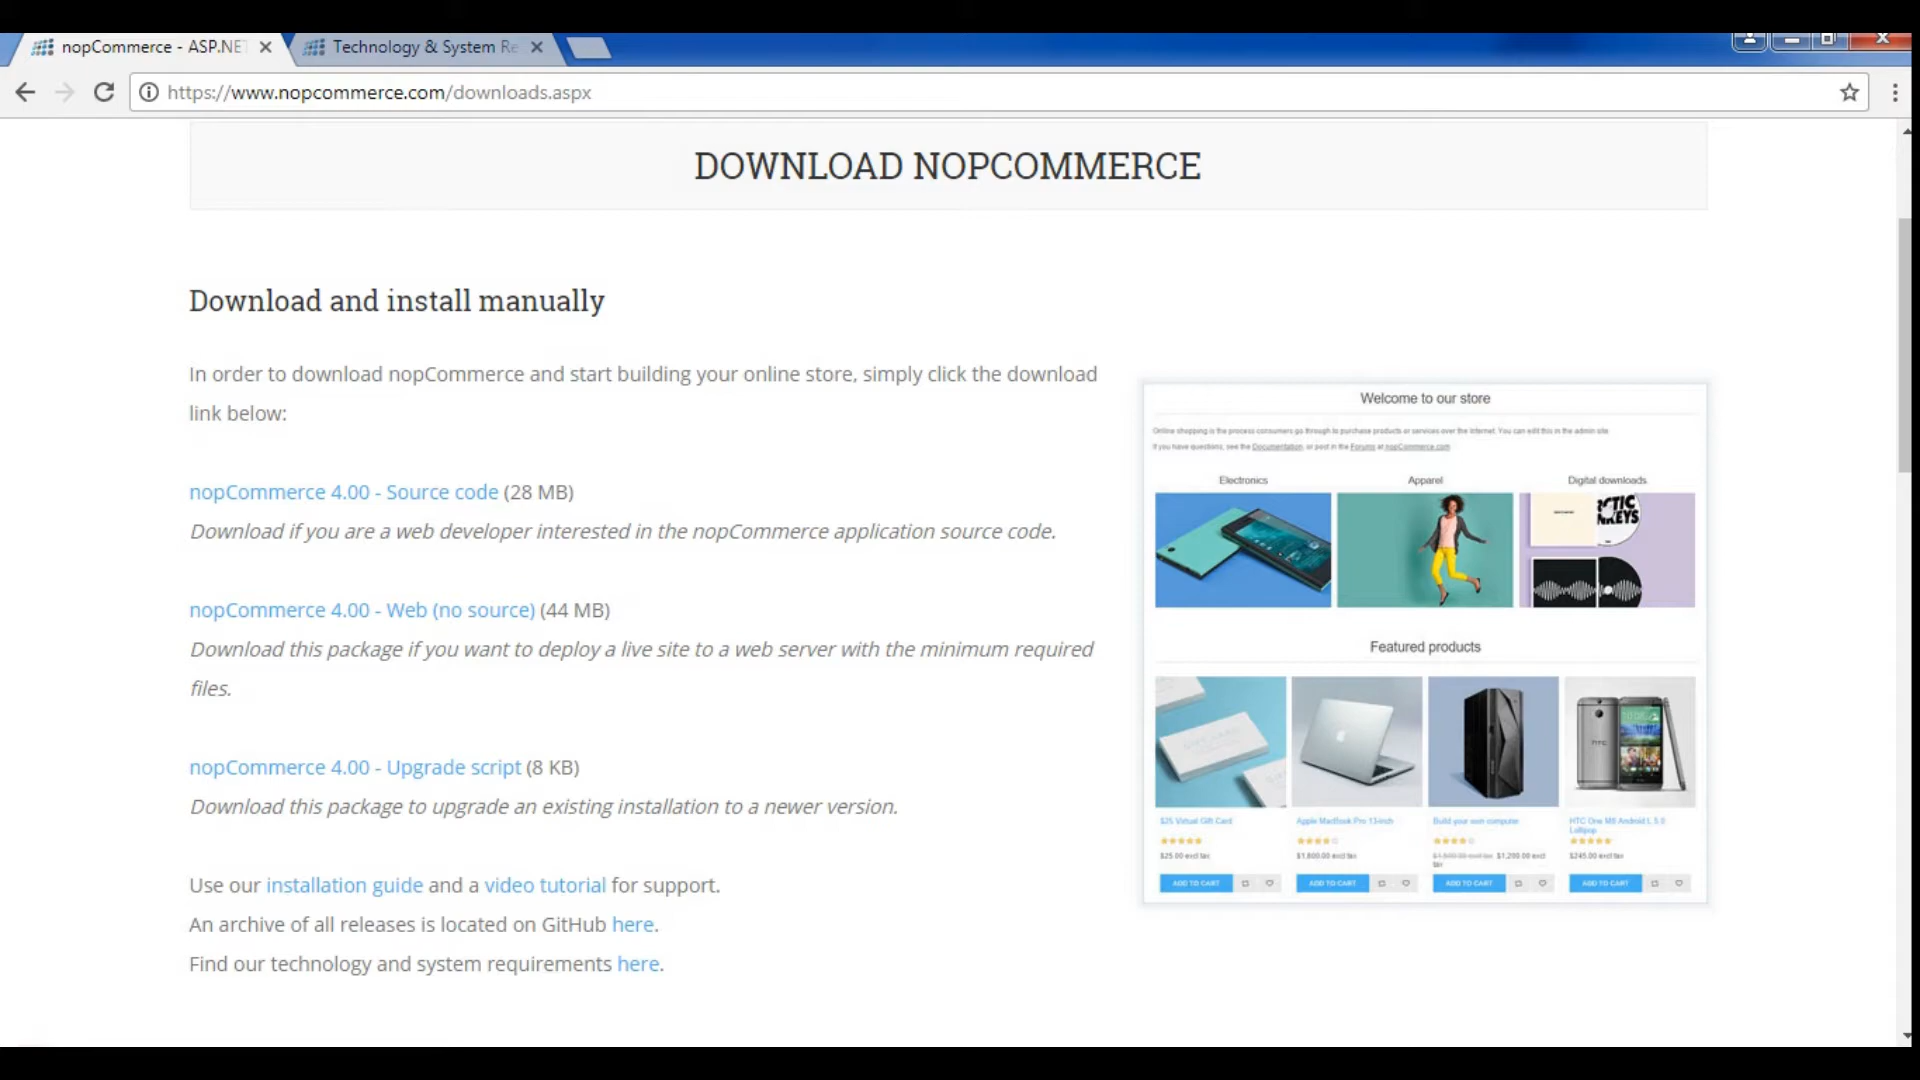 nopCommerce - ASP.NET
Technology & System Re
https://www.nopcommerce.com/downloads.aspx
DOWNLOAD NOPCOMMERCE
Download and install manually
In order to download nopCommerce and start building your online store, simply click the download
link below:
nopCommerce 4.00 - Source code (28 MB)
Download if you are a web developer interested in the nopCommerce application source code.
nopCommerce 4.00 - Web (no source) (44 MB)
Download this package if you want to deploy a live site to a web server with the minimum required
files.
nopCommerce 4.00 - Upgrade script (8 KB)
Download this package to upgrade an existing installation to a newer version.
Use our installation guide and a video tutorial for support.
An archive of all releases is located on GitHub here.
Find our technology and system requirements here.
Welcome to our store
Online shopping is the process consumers go through to purchase products or services over the Internet. You can edit this in the admin site
If you have questions, see the Documentation, or post in the Forums at nopCommerce.com
Electronics Apparel Digital downloads
ARCTIC
MONKEYS
Featured products
hTC
$25 Virtual Gift Card Apple MacBook Pro 13-inch Build your own computer HTC One M8 Android L 5.0
Lollipop
$25.00 excl tax $1,800.00 excl tax $1,500.00 excl tax $1,200.00 excl $245.00 excl tax
tax
ADD TO CART ADD TO CART ADD TO CART ADD TO CART